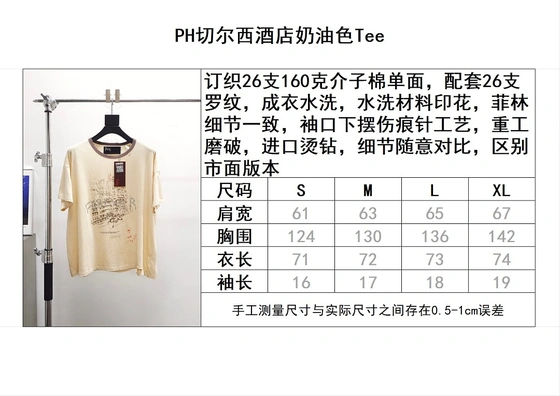 PH切尔西酒店奶油色Tee
订织26支160克介子棉单面，配套26支
罗纹，成衣水洗，水洗材料印花，菲林
细节一致，袖口下摆伤痕针工艺，重工
磨破，进口烫钻，细节随意对比，区别
市面版本
尺码 S M L XL
肩宽 61 63 65 67
胸围 124 130 136 142
衣长 71 72 73 74
袖长 16 17 18 19
手工测量尺寸与实际尺寸之间存在0.5-1cm误差